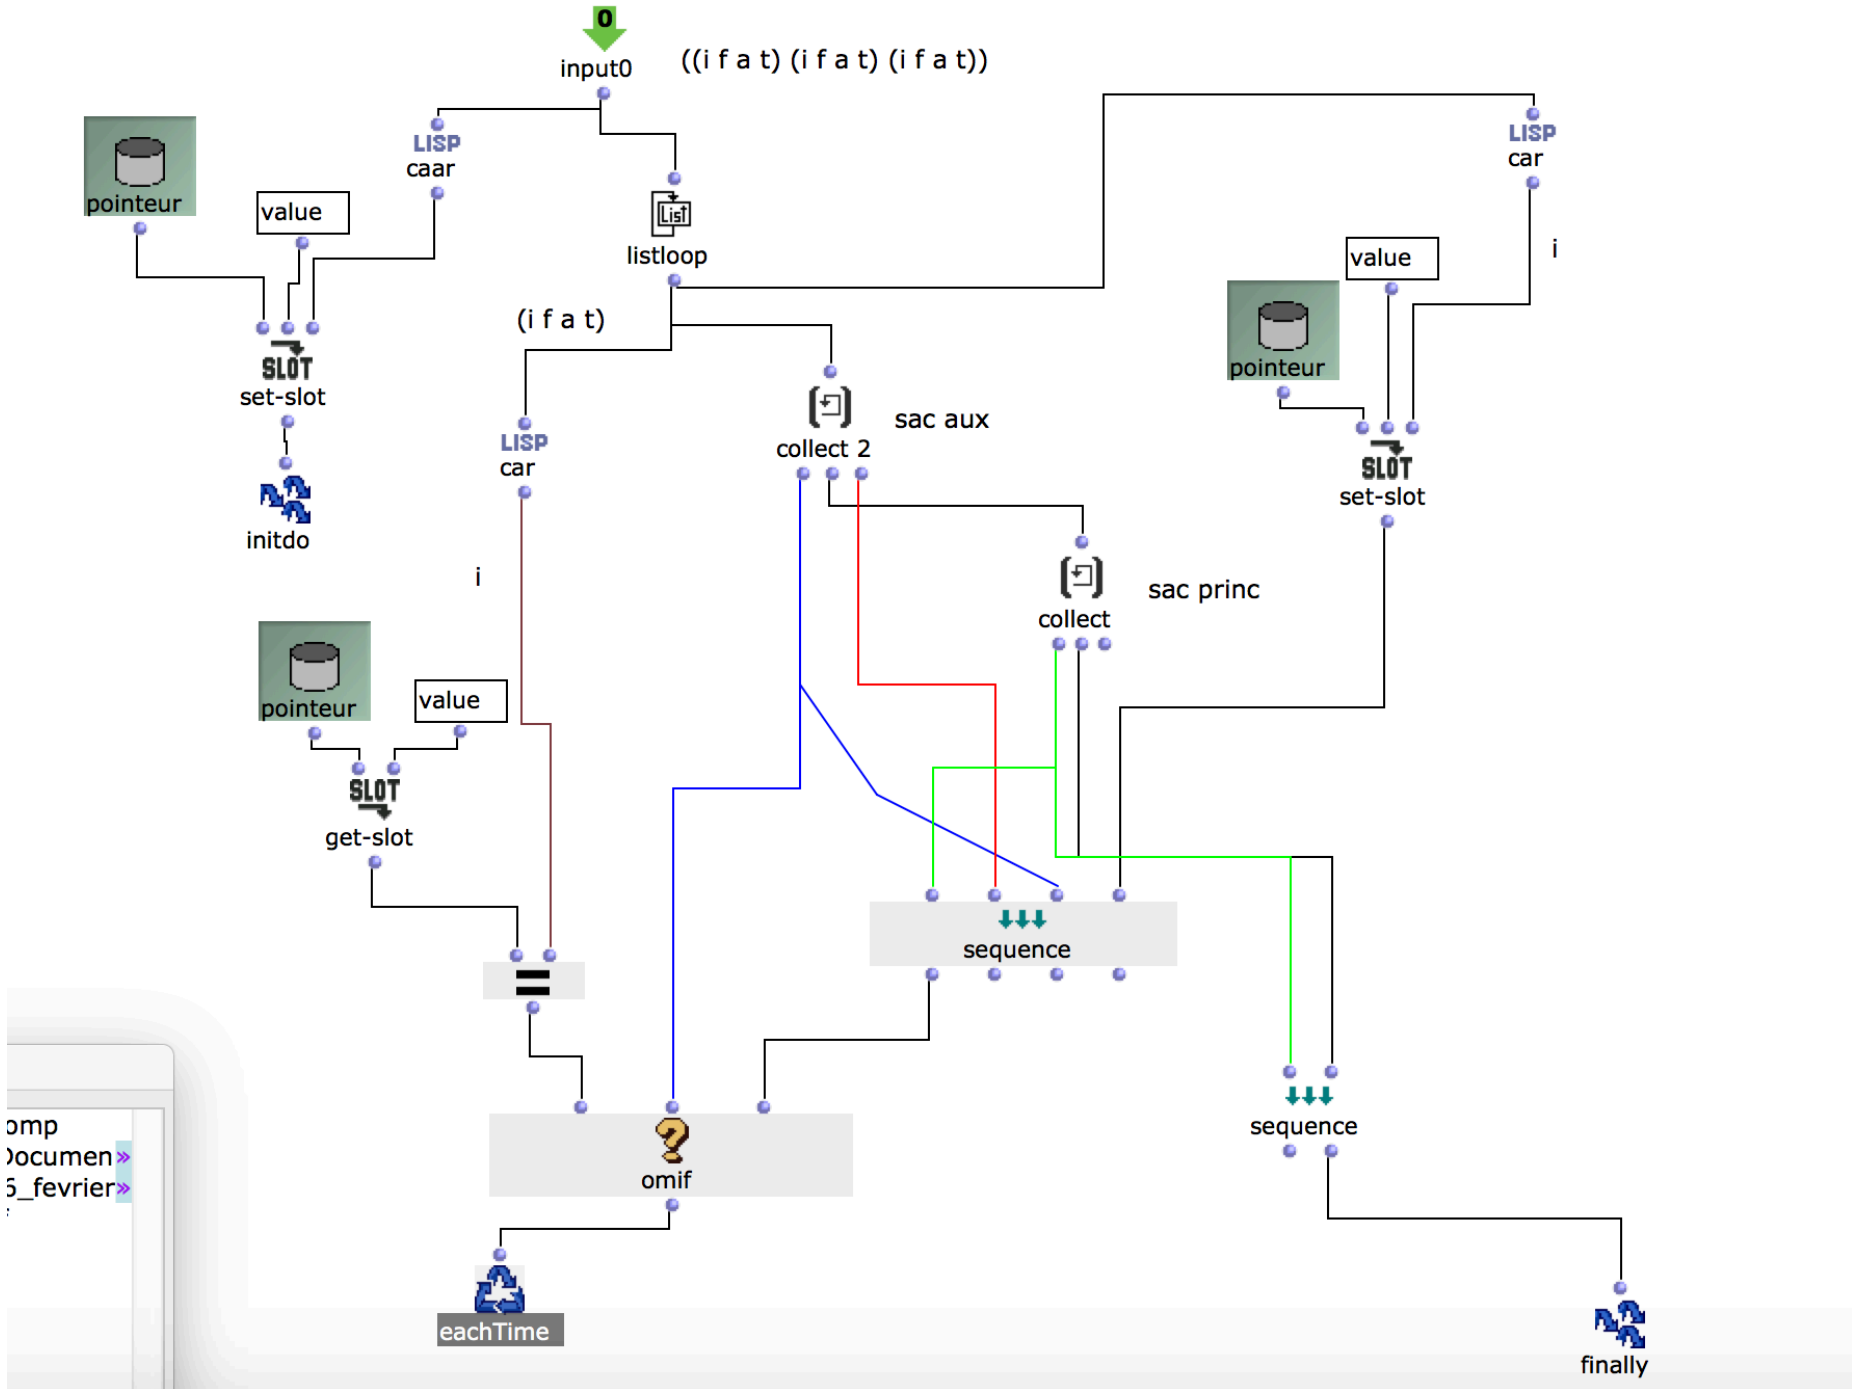 0
input0
((i f a t) (i f a t) (i f a t))
LISP
caar
LISP
car
pointeur
value
List
listloop
value
i
(i f a t)
pointeur
SLOT
set-slot
sac aux
collect 2
LISP
car
SLOT
set-slot
initdo
i
sac princ
collect
pointeur
value
SLOT
get-slot
=
sequence
omp
Documen»
6_fevrier»
sequence
?
omif
eachTime
finally